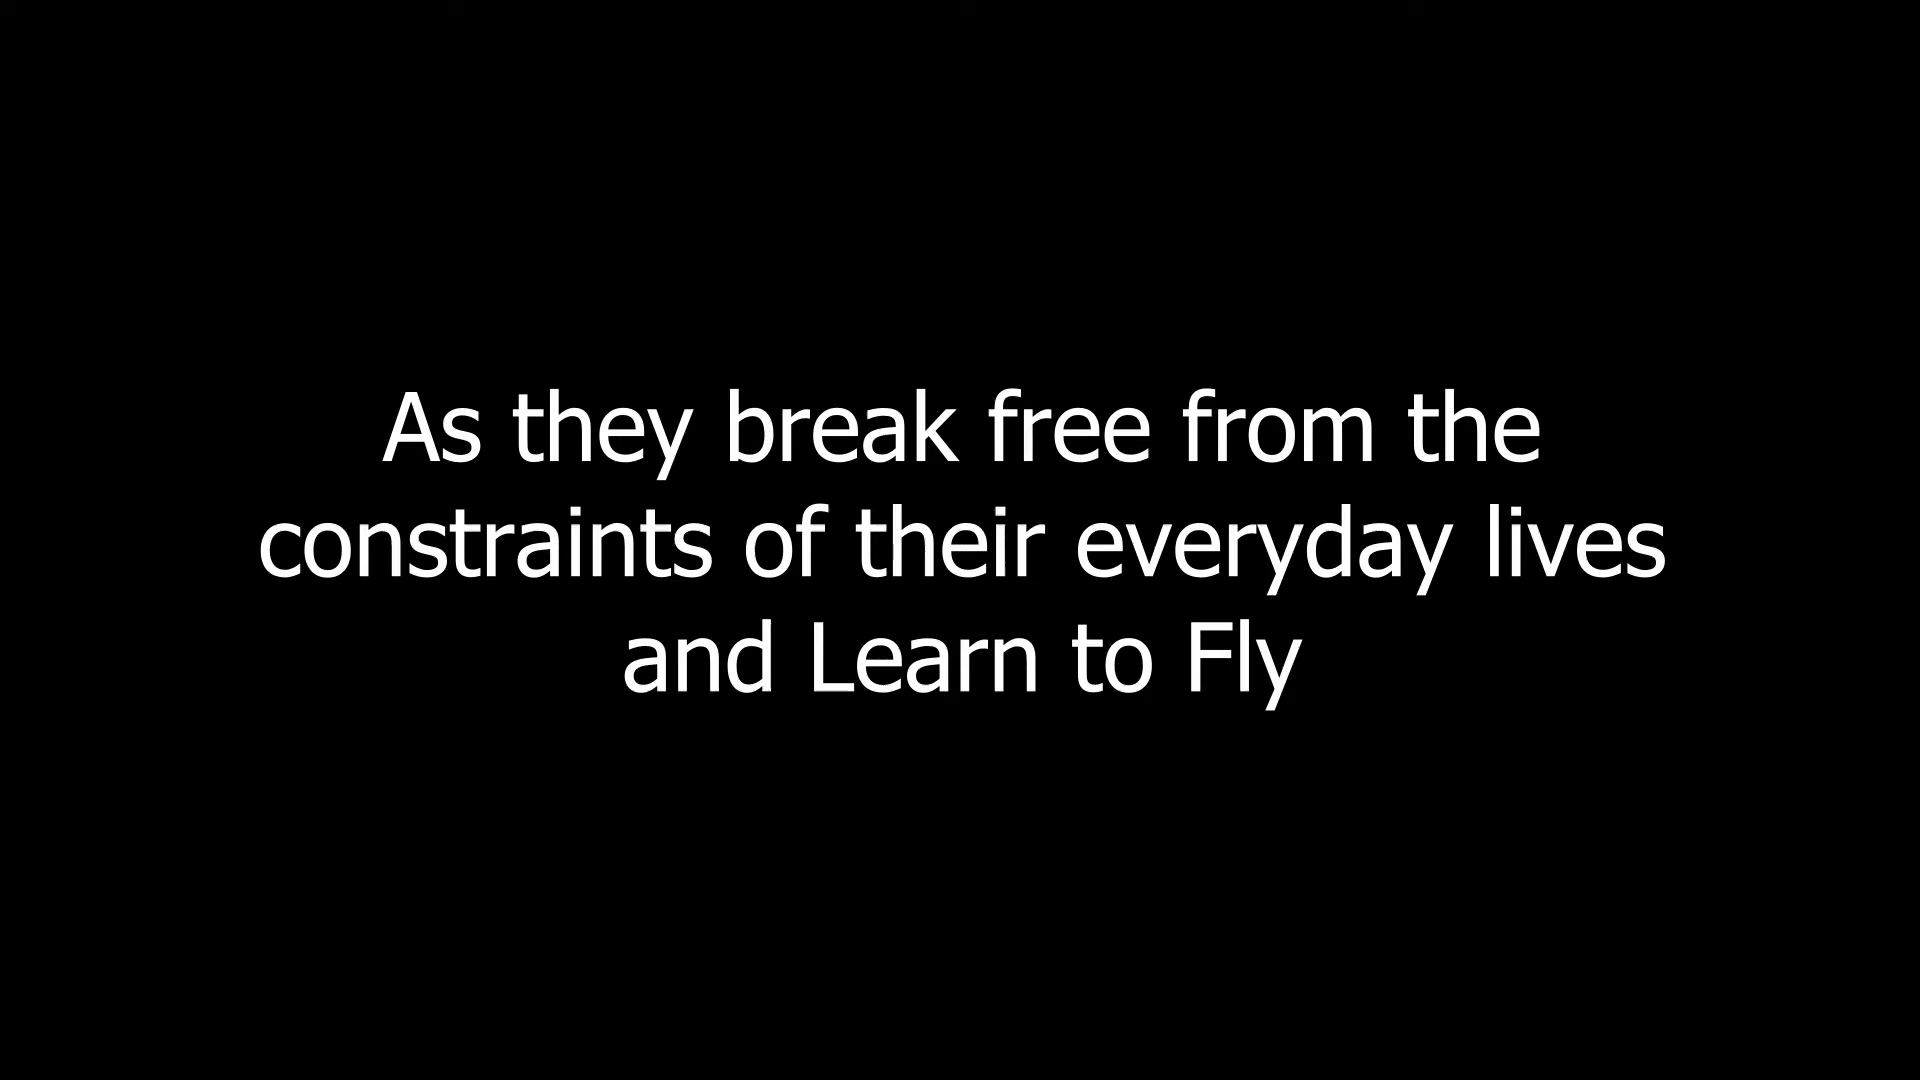 As they break free from the
constraints of their everyday lives
and Learn to Fly